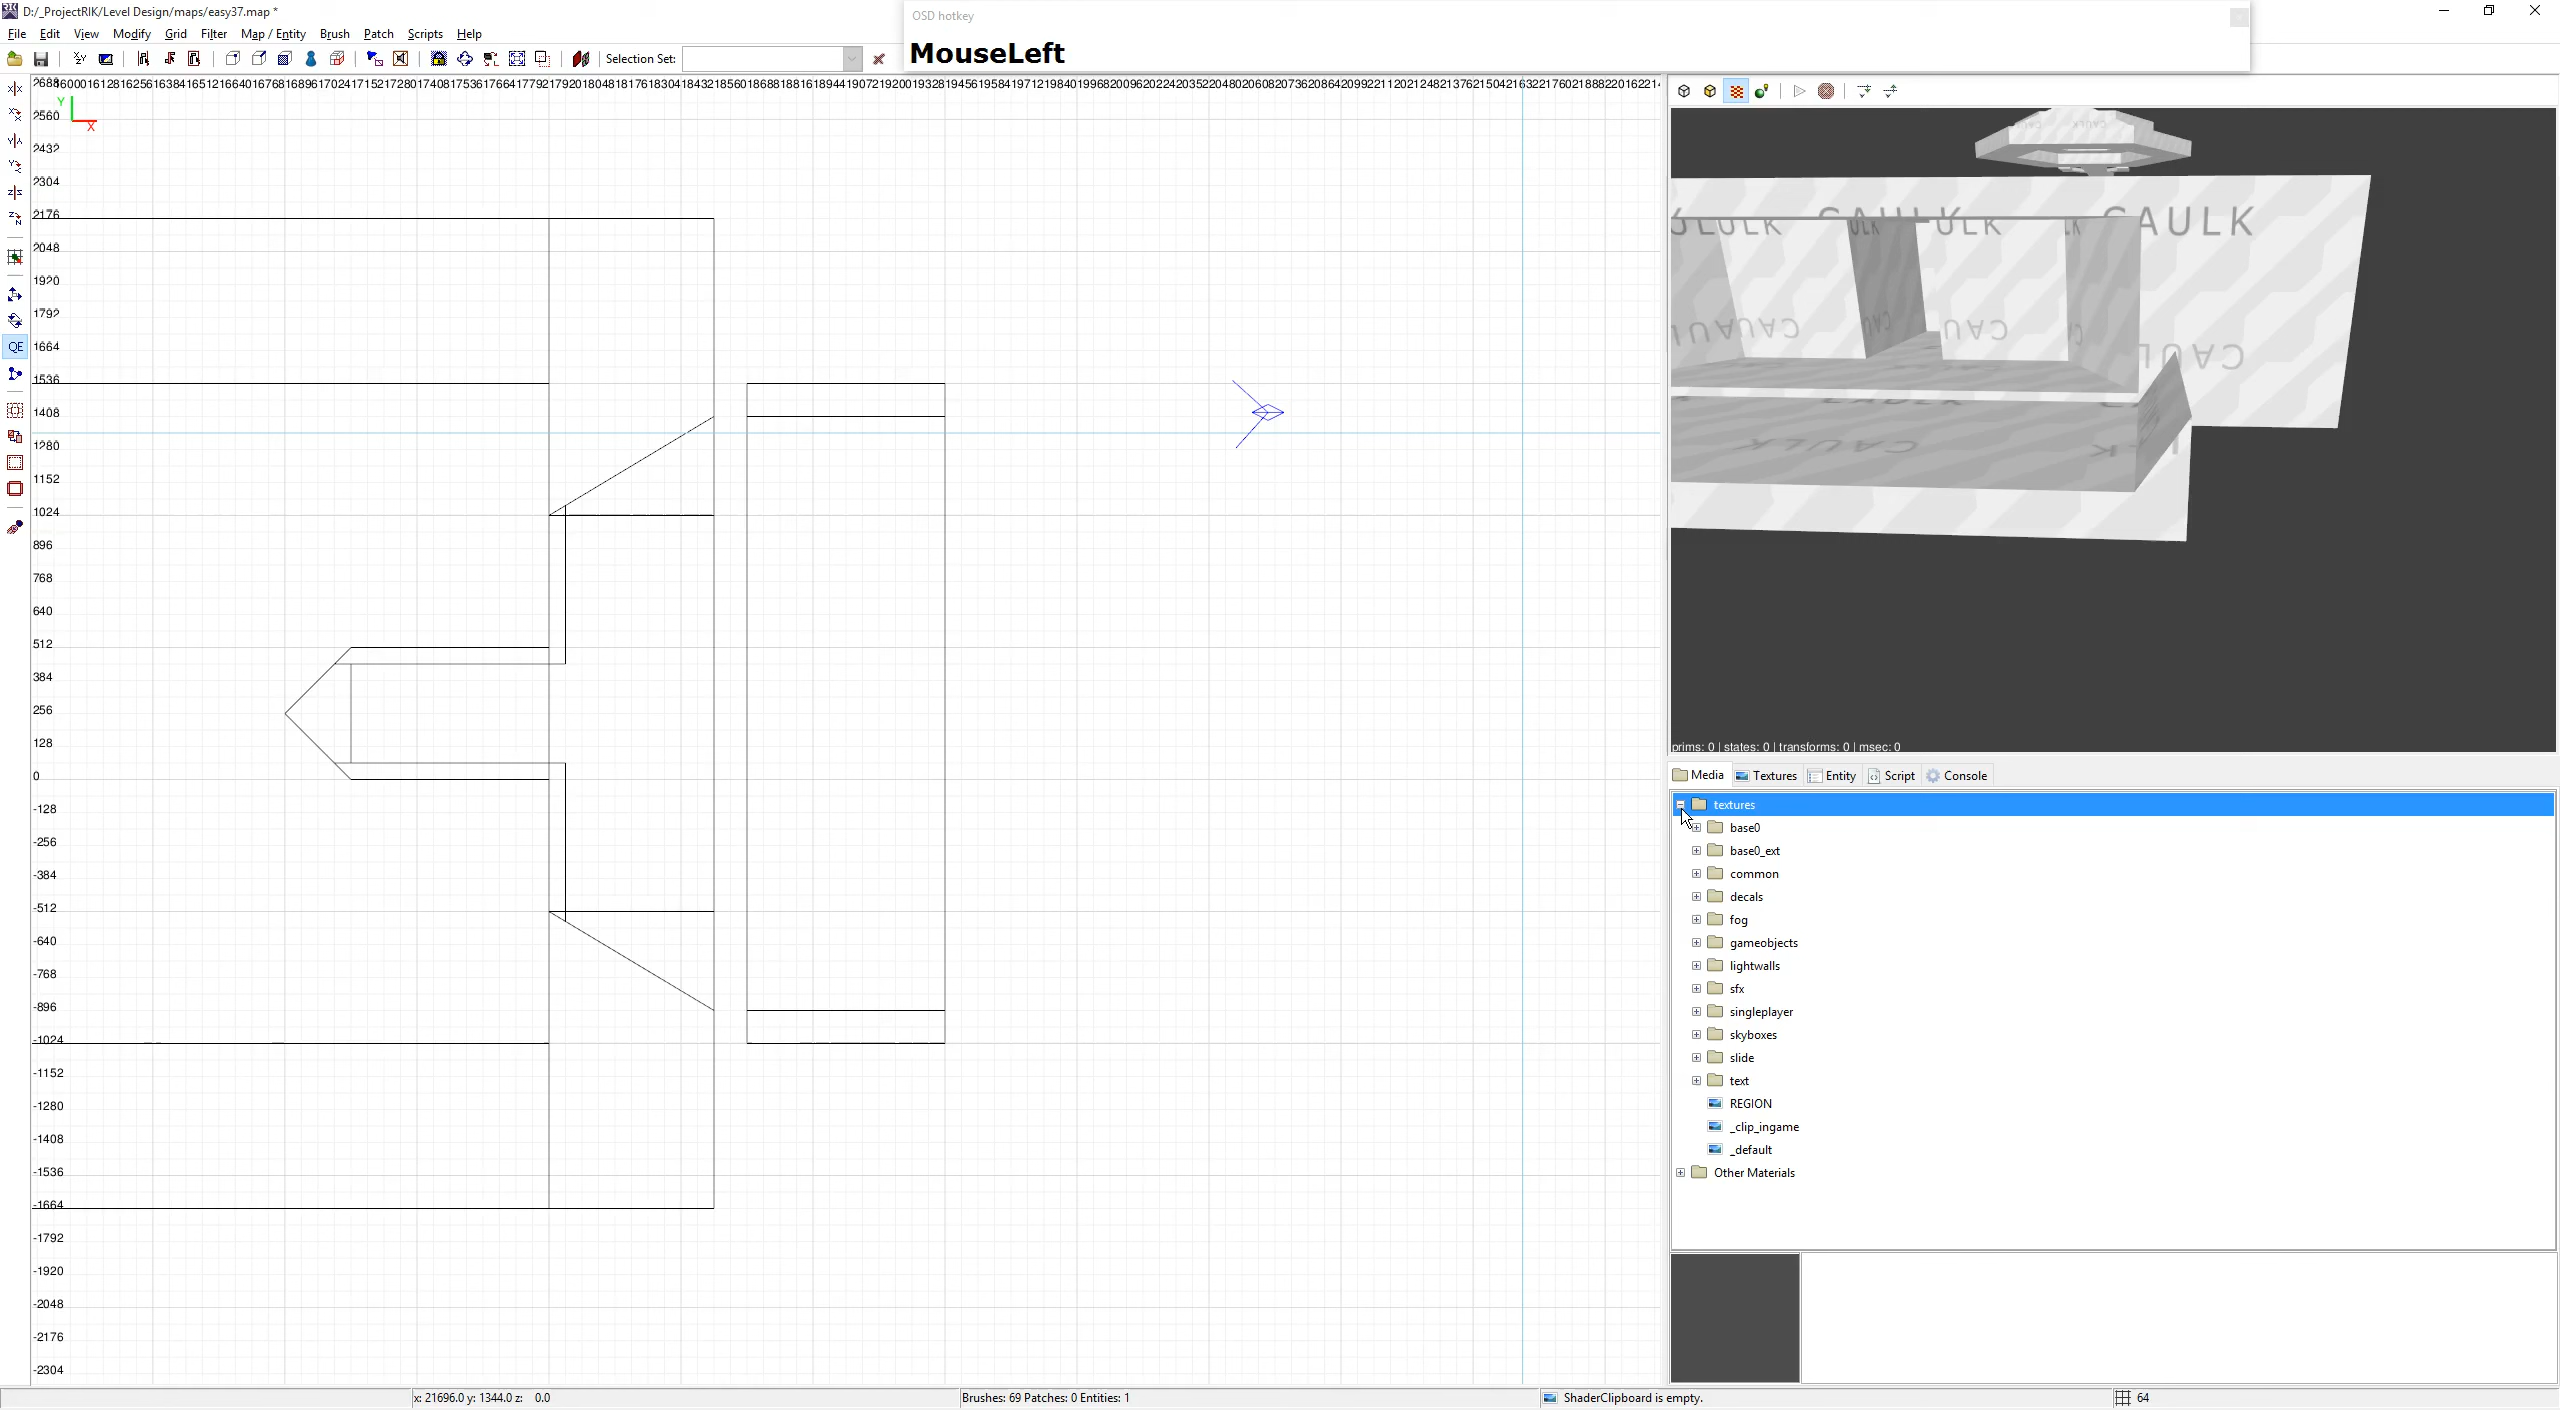 D:/_ProjectRIK/Level Design/maps/easy37.map *
OSD hotkey
MouseLeft
File Edit View Modify Grid Filter Map / Entity Brush Patch Scripts Help
Selection Set:
Y
X
2560
2432
2304
2176
2048
1920
1792
1664
1536
1408
1280
1152
1024
896
768
640
512
384
256
128
0
-128
-256
-384
-512
-640
-768
-896
-1024
-1152
-1280
-1408
-1536
-1664
-1792
-1920
-2048
-2176
-2304
QE
CAULK
prims: 0 | states: 0 | transforms: 0 | msec: 0
Media Textures Entity Script Console
textures
base0
base0_ext
common
decals
fog
gameobjects
lightwalls
sfx
singleplayer
skyboxes
slide
text
REGION
_clip_ingame
_default
Other Materials
x: 21696.0 y: 1344.0 z: 0.0
Brushes: 69 Patches: 0 Entities: 1
ShaderClipboard is empty.
64